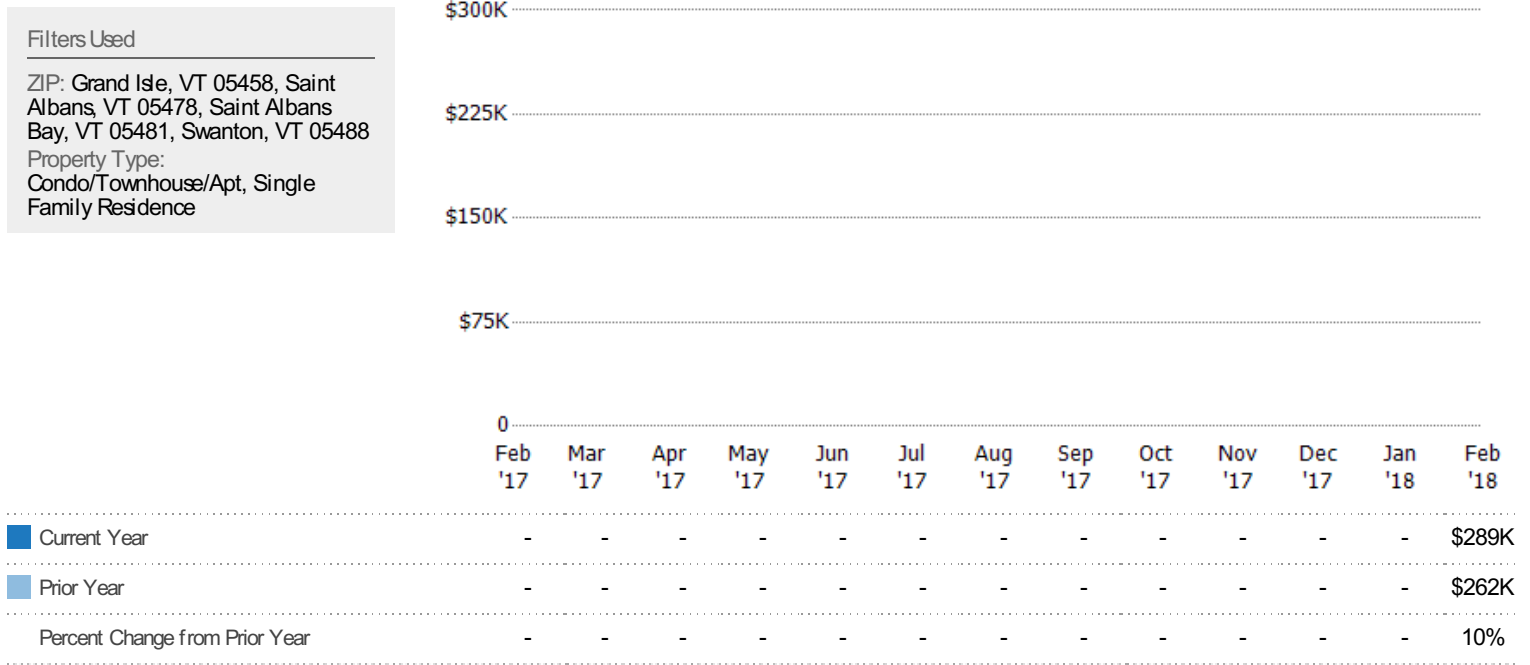 Filters Used
ZIP: Grand Isle, VT 05458, Saint
Albans, VT 05478, Saint Albans
Bay, VT 05481, Swanton, VT 05488
Property Type:
Condo/Townhouse/Apt, Single
Family Residence
$300K
$225K
$150K
$75K
0
Feb '17 Mar '17 Apr '17 May '17 Jun '17 Jul '17 Aug '17 Sep '17 Oct '17 Nov '17 Dec '17 Jan '18 Feb '18
Current Year - - - - - - - - - - - - $289K
Prior Year - - - - - - - - - - - - $262K
Percent Change from Prior Year - - - - - - - - - - - - 10%